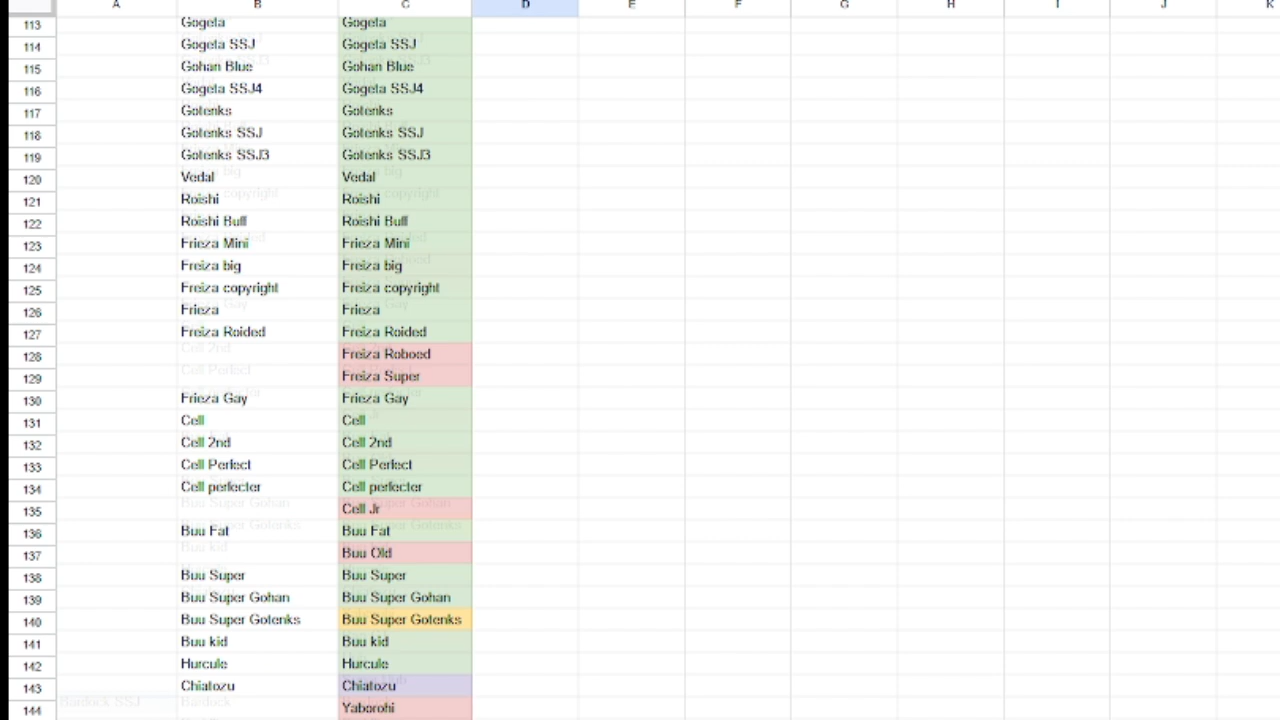 A B C D E F G H I J K
113 Gogeta Gogeta
114 Gogeta SSJ Gogeta SSJ
115 Gohan Blue Gohan Blue
116 Gogeta SSJ4 Gogeta SSJ4
117 Gotenks Gotenks
118 Gotenks SSJ Gotenks SSJ
119 Gotenks SSJ3 Gotenks SSJ3
120 Vedal Vedal
121 Roishi Roishi
122 Roishi Buff Roishi Buff
123 Frieza Mini Frieza Mini
124 Freiza big Freiza big
125 Freiza copyright Freiza copyright
126 Frieza Frieza
127 Freiza Roided Freiza Roided
128 Freiza Roboed
129 Freiza Super
130 Frieza Gay Frieza Gay
131 Cell Cell
132 Cell 2nd Cell 2nd
133 Cell Perfect Cell Perfect
134 Cell perfecter Cell perfecter
135 Cell Jr
136 Buu Fat Buu Fat
137 Buu Old
138 Buu Super Buu Super
139 Buu Super Gohan Buu Super Gohan
140 Buu Super Gotenks Buu Super Gotenks
141 Buu kid Buu kid
142 Hurcule Hurcule
143 Chiatozu Chiatozu
144 Yaborohi